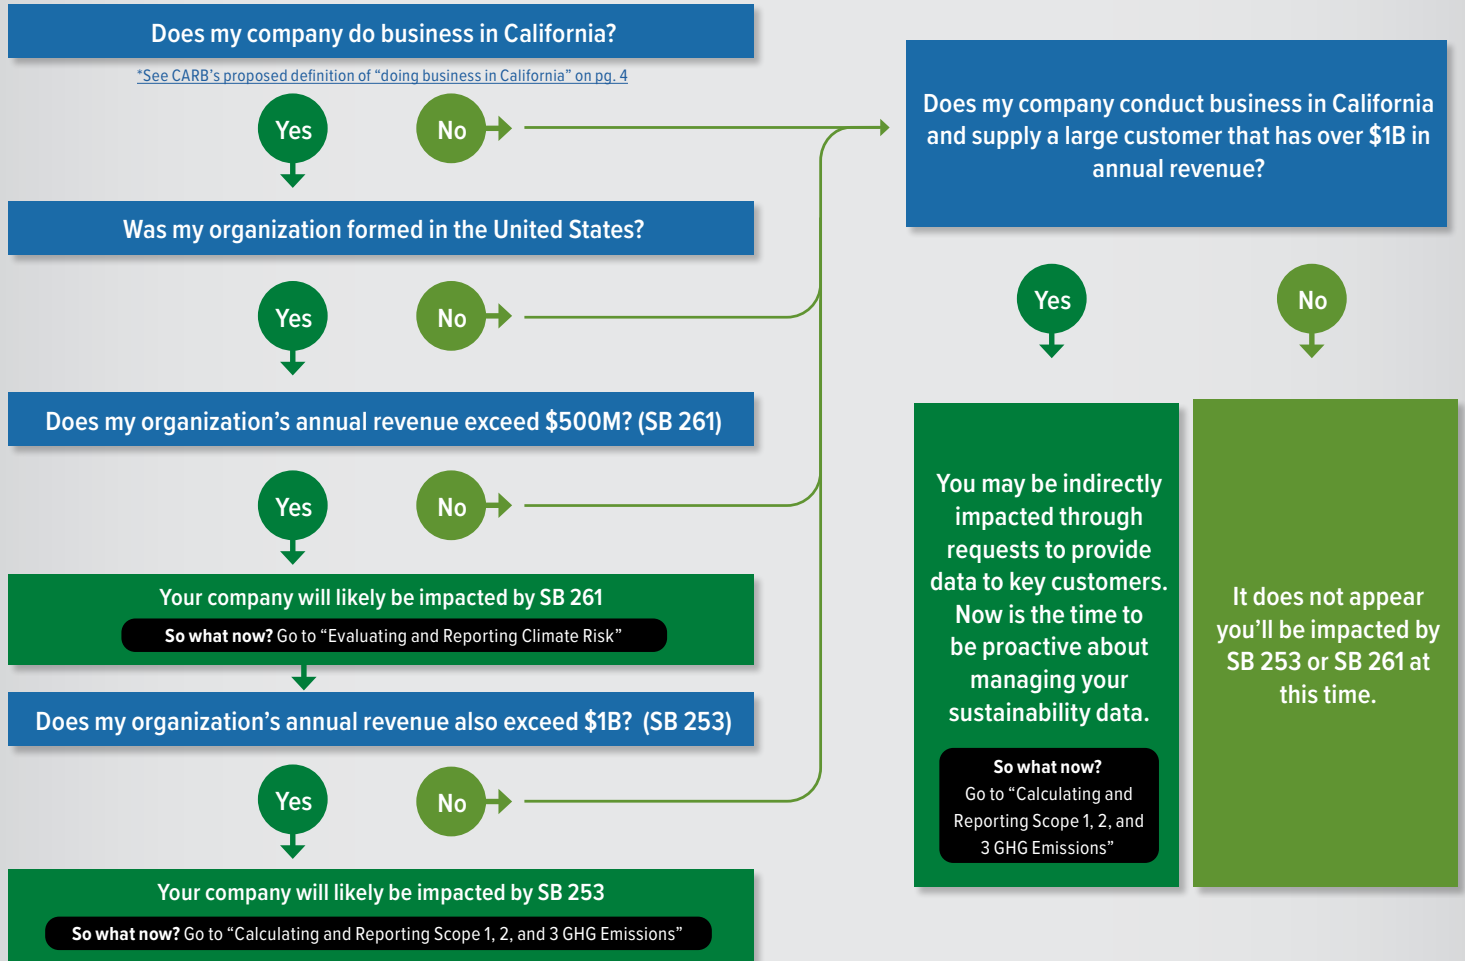 Does my company do business in California?
*See CARB's proposed definition of “doing business in California” on pg. 4
Yes
No
Was my organization formed in the United States?
Yes
No
Does my organization’s annual revenue exceed $500M? (SB 261)
Yes
No
Your company will likely be impacted by SB 261
So what now? Go to “Evaluating and Reporting Climate Risk”
Does my organization’s annual revenue also exceed $1B? (SB 253)
Yes
No
Your company will likely be impacted by SB 253
So what now? Go to “Calculating and Reporting Scope 1, 2, and 3 GHG Emissions”
Does my company conduct business in California
and supply a large customer that has over $1B in
annual revenue?
Yes
No
You may be indirectly
impacted through
requests to provide
data to key customers.
Now is the time to
be proactive about
managing your
sustainability data.
So what now?
Go to “Calculating and
Reporting Scope 1, 2, and
3 GHG Emissions”
It does not appear
you’ll be impacted by
SB 253 or SB 261 at
this time.